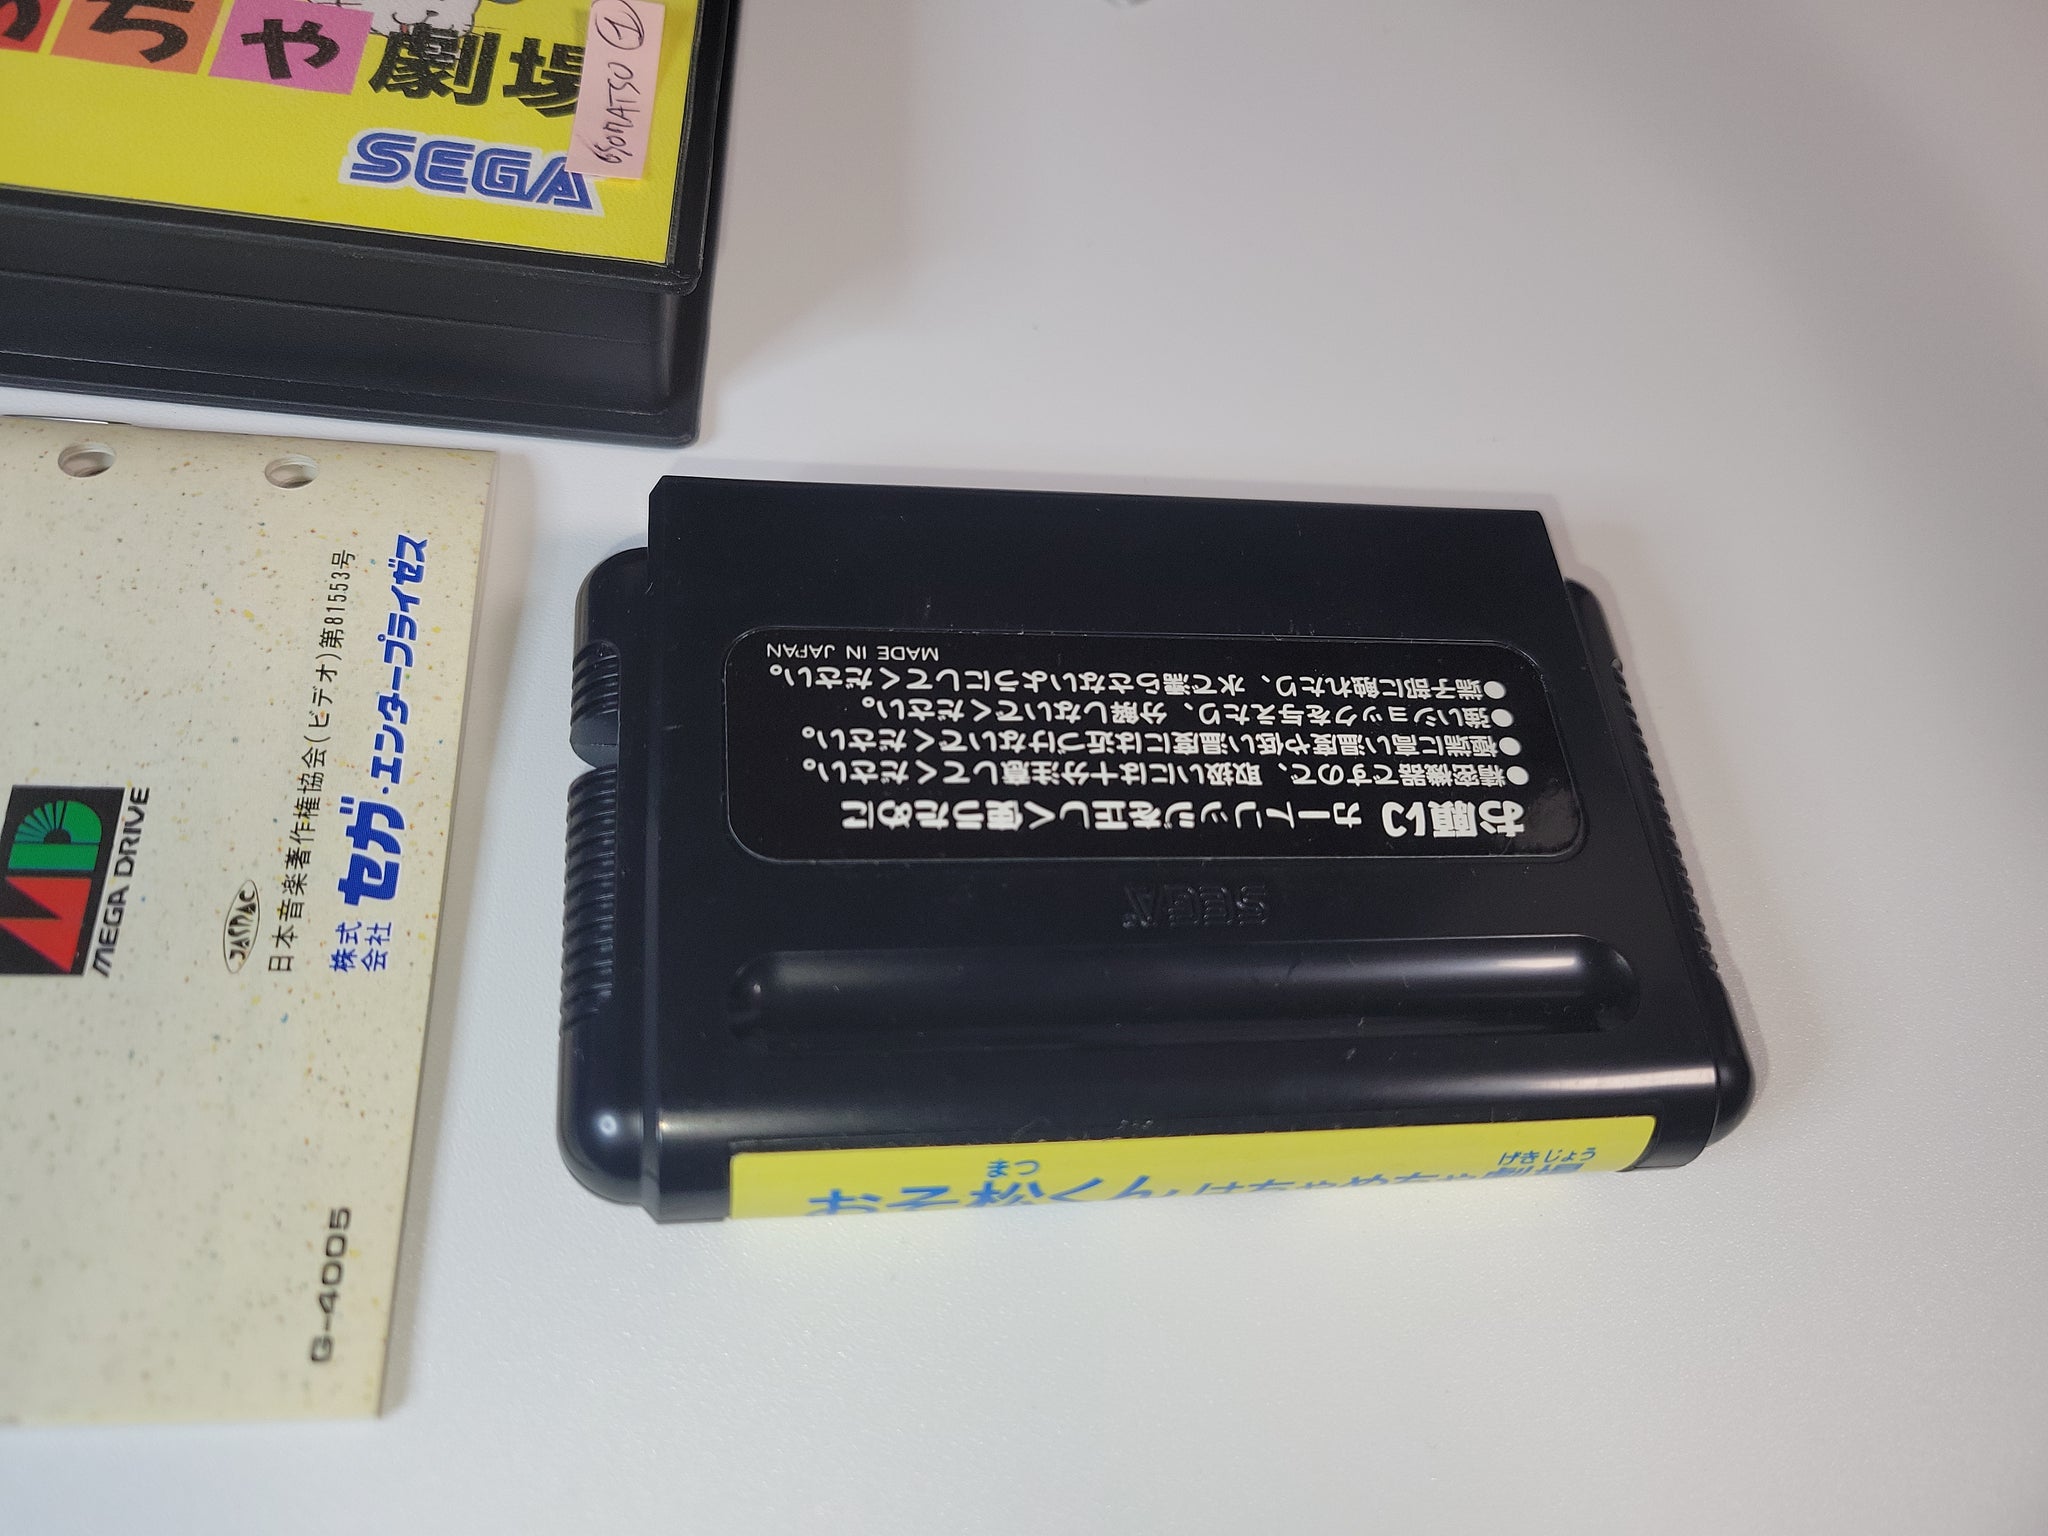 ちゃ劇場
SEGA
MEGA DRIVE
JASRAC
日本音楽著作権協会(ビデオ)第81553号
株式会社 セガ・エンタープライゼス
G-4005
お願い カートレッジを正しく使うために
●精密機器ですので、取扱いには十分注意してください。
●極端に高い温度や低い温度には近づけないでください。
●強いショックを与えたり、分解しないでください。
●端子部に触れたり、水で濡らさないようにしてください。
MADE IN JAPAN
SEGA
まつ
げきじょう
おそ松くん はちゃめちゃ劇場